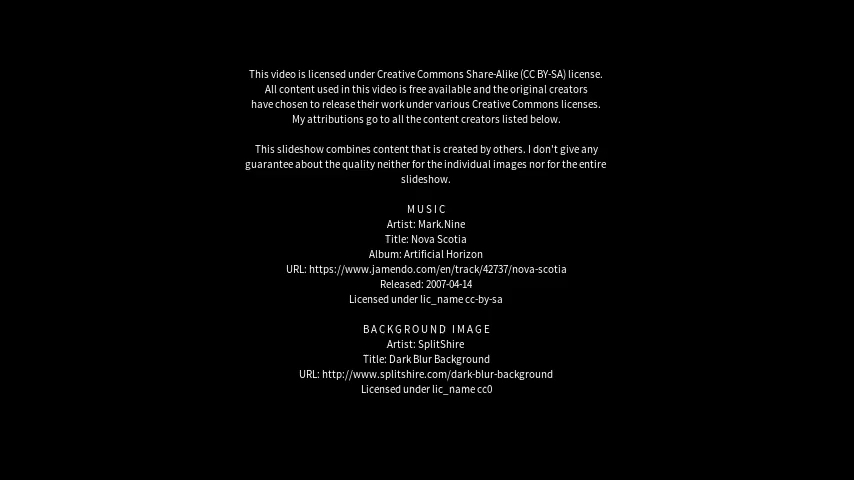 This video is licensed under Creative Commons Share-Alike (CC BY-SA) license.
All content used in this video is free available and the original creators
have chosen to release their work under various Creative Commons licenses.
My attributions go to all the content creators listed below.
This slideshow combines content that is created by others. I don't give any
guarantee about the quality neither for the individual images nor for the entire
slideshow.
MUSIC
Artist: Mark.Nine
Title: Nova Scotia
Album: Artificial Horizon
URL: https://www.jamendo.com/en/track/42737/nova-scotia
Released: 2007-04-14
Licensed under lic_name cc-by-sa
BACKGROUND IMAGE
Artist: SplitShire
Title: Dark Blur Background
URL: http://www.splitshire.com/dark-blur-background
Licensed under lic_name cc0